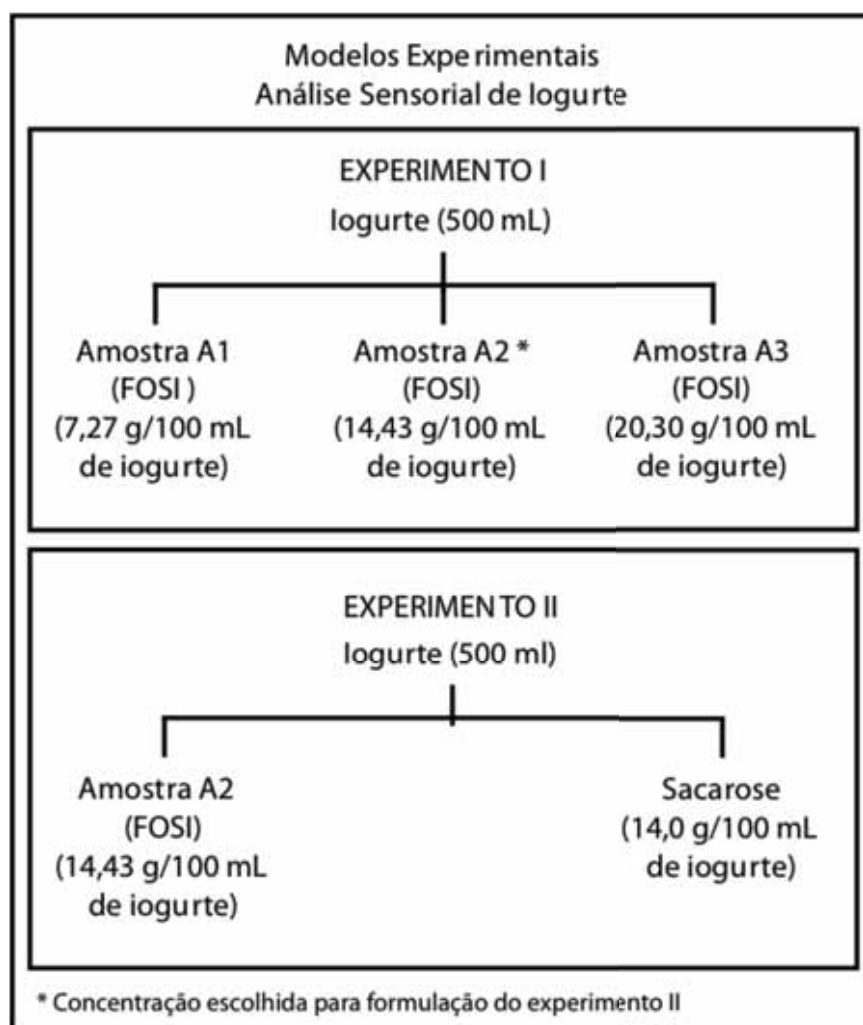 Modelos Experimentais
Análise Sensorial de Iogurte
EXPERIMENTO I
Iogurte (500 mL)
Amostra A1
(FOSI )
(7,27 g/100 mL
de iogurte)
Amostra A2 *
(FOSI)
(14,43 g/100 mL
de iogurte)
Amostra A3
(FOSI)
(20,30 g/100 mL
de iogurte)
EXPERIMENTO II
Iogurte (500 ml)
Amostra A2
(FOSI)
(14,43 g/100 mL
de iogurte)
Sacarose
(14,0 g/100 mL
de iogurte)
* Concentração escolhida para formulação do experimento II